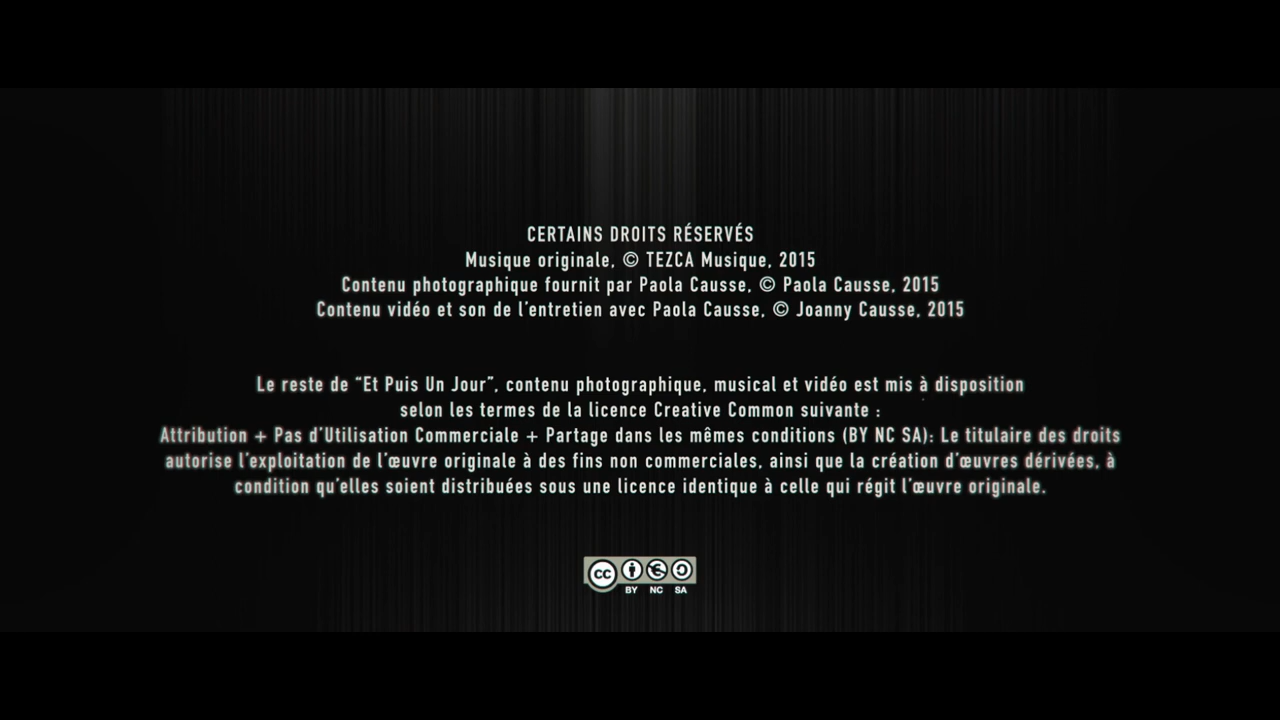 CERTAINS DROITS RÉSERVÉS
Musique originale, © TEZCA Musique, 2015
Contenu photographique fournit par Paola Causse, © Paola Causse, 2015
Contenu vidéo et son de l'entretien avec Paola Causse, © Joanny Causse, 2015
Le reste de “Et Puis Un Jour”, contenu photographique, musical et vidéo est mis à disposition
selon les termes de la licence Creative Common suivante :
Attribution + Pas d'Utilisation Commerciale + Partage dans les mêmes conditions (BY NC SA): Le titulaire des droits
autorise l'exploitation de l'œuvre originale à des fins non commerciales, ainsi que la création d'œuvres dérivées, à
condition qu'elles soient distribuées sous une licence identique à celle qui régit l'œuvre originale.
cc
BY NC SA